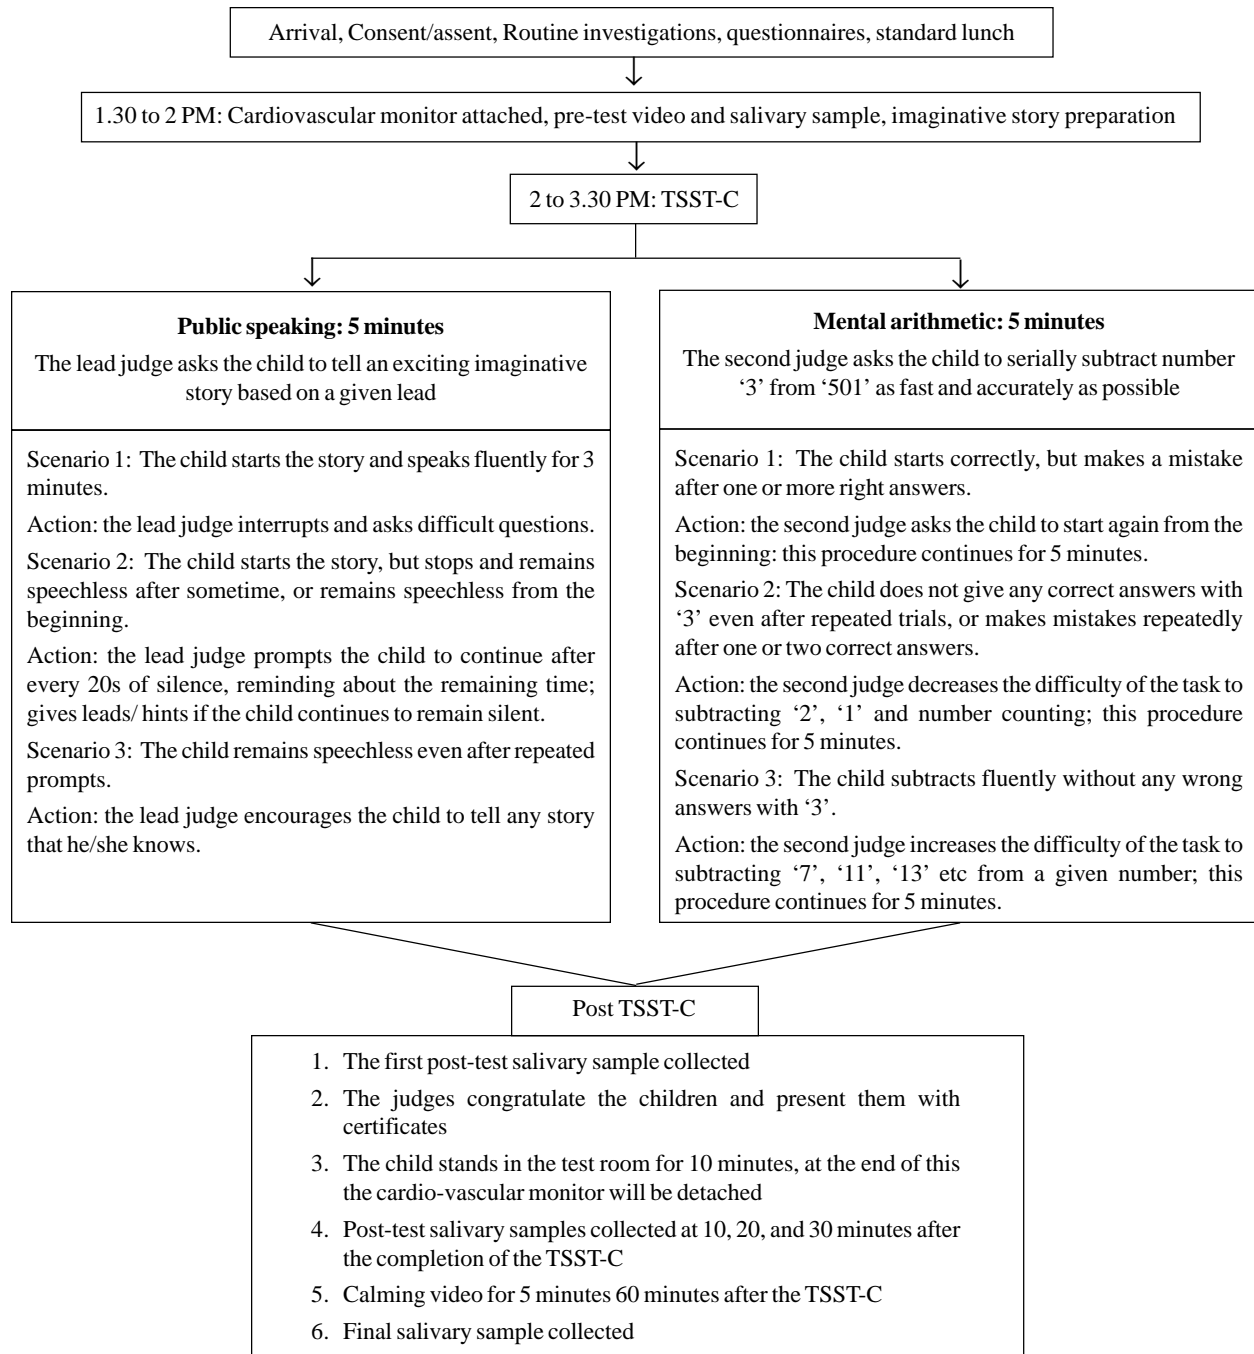 Arrival, Consent/assent, Routine investigations, questionnaires, standard lunch
1.30 to 2 PM: Cardiovascular monitor attached, pre-test video and salivary sample, imaginative story preparation
2 to 3.30 PM: TSST-C
Public speaking: 5 minutes
The lead judge asks the child to tell an exciting imaginative
story based on a given lead
Scenario 1: The child starts the story and speaks fluently for 3
minutes.
Action: the lead judge interrupts and asks difficult questions.
Scenario 2: The child starts the story, but stops and remains
speechless after sometime, or remains speechless from the
beginning.
Action: the lead judge prompts the child to continue after
every 20s of silence, reminding about the remaining time;
gives leads/ hints if the child continues to remain silent.
Scenario 3: The child remains speechless even after repeated
prompts.
Action: the lead judge encourages the child to tell any story
that he/she knows.
Mental arithmetic: 5 minutes
The second judge asks the child to serially subtract number
‘3’ from ‘501’ as fast and accurately as possible
Scenario 1: The child starts correctly, but makes a mistake
after one or more right answers.
Action: the second judge asks the child to start again from the
beginning: this procedure continues for 5 minutes.
Scenario 2: The child does not give any correct answers with
‘3’ even after repeated trials, or makes mistakes repeatedly
after one or two correct answers.
Action: the second judge decreases the difficulty of the task to
subtracting ‘2’, ‘1’ and number counting; this procedure
continues for 5 minutes.
Scenario 3: The child subtracts fluently without any wrong
answers with ‘3’.
Action: the second judge increases the difficulty of the task to
subtracting ‘7’, ‘11’, ‘13’ etc from a given number; this
procedure continues for 5 minutes.
Post TSST-C
1. The first post-test salivary sample collected
2. The judges congratulate the children and present them with
certificates
3. The child stands in the test room for 10 minutes, at the end of this
the cardio-vascular monitor will be detached
4. Post-test salivary samples collected at 10, 20, and 30 minutes after
the completion of the TSST-C
5. Calming video for 5 minutes 60 minutes after the TSST-C
6. Final salivary sample collected